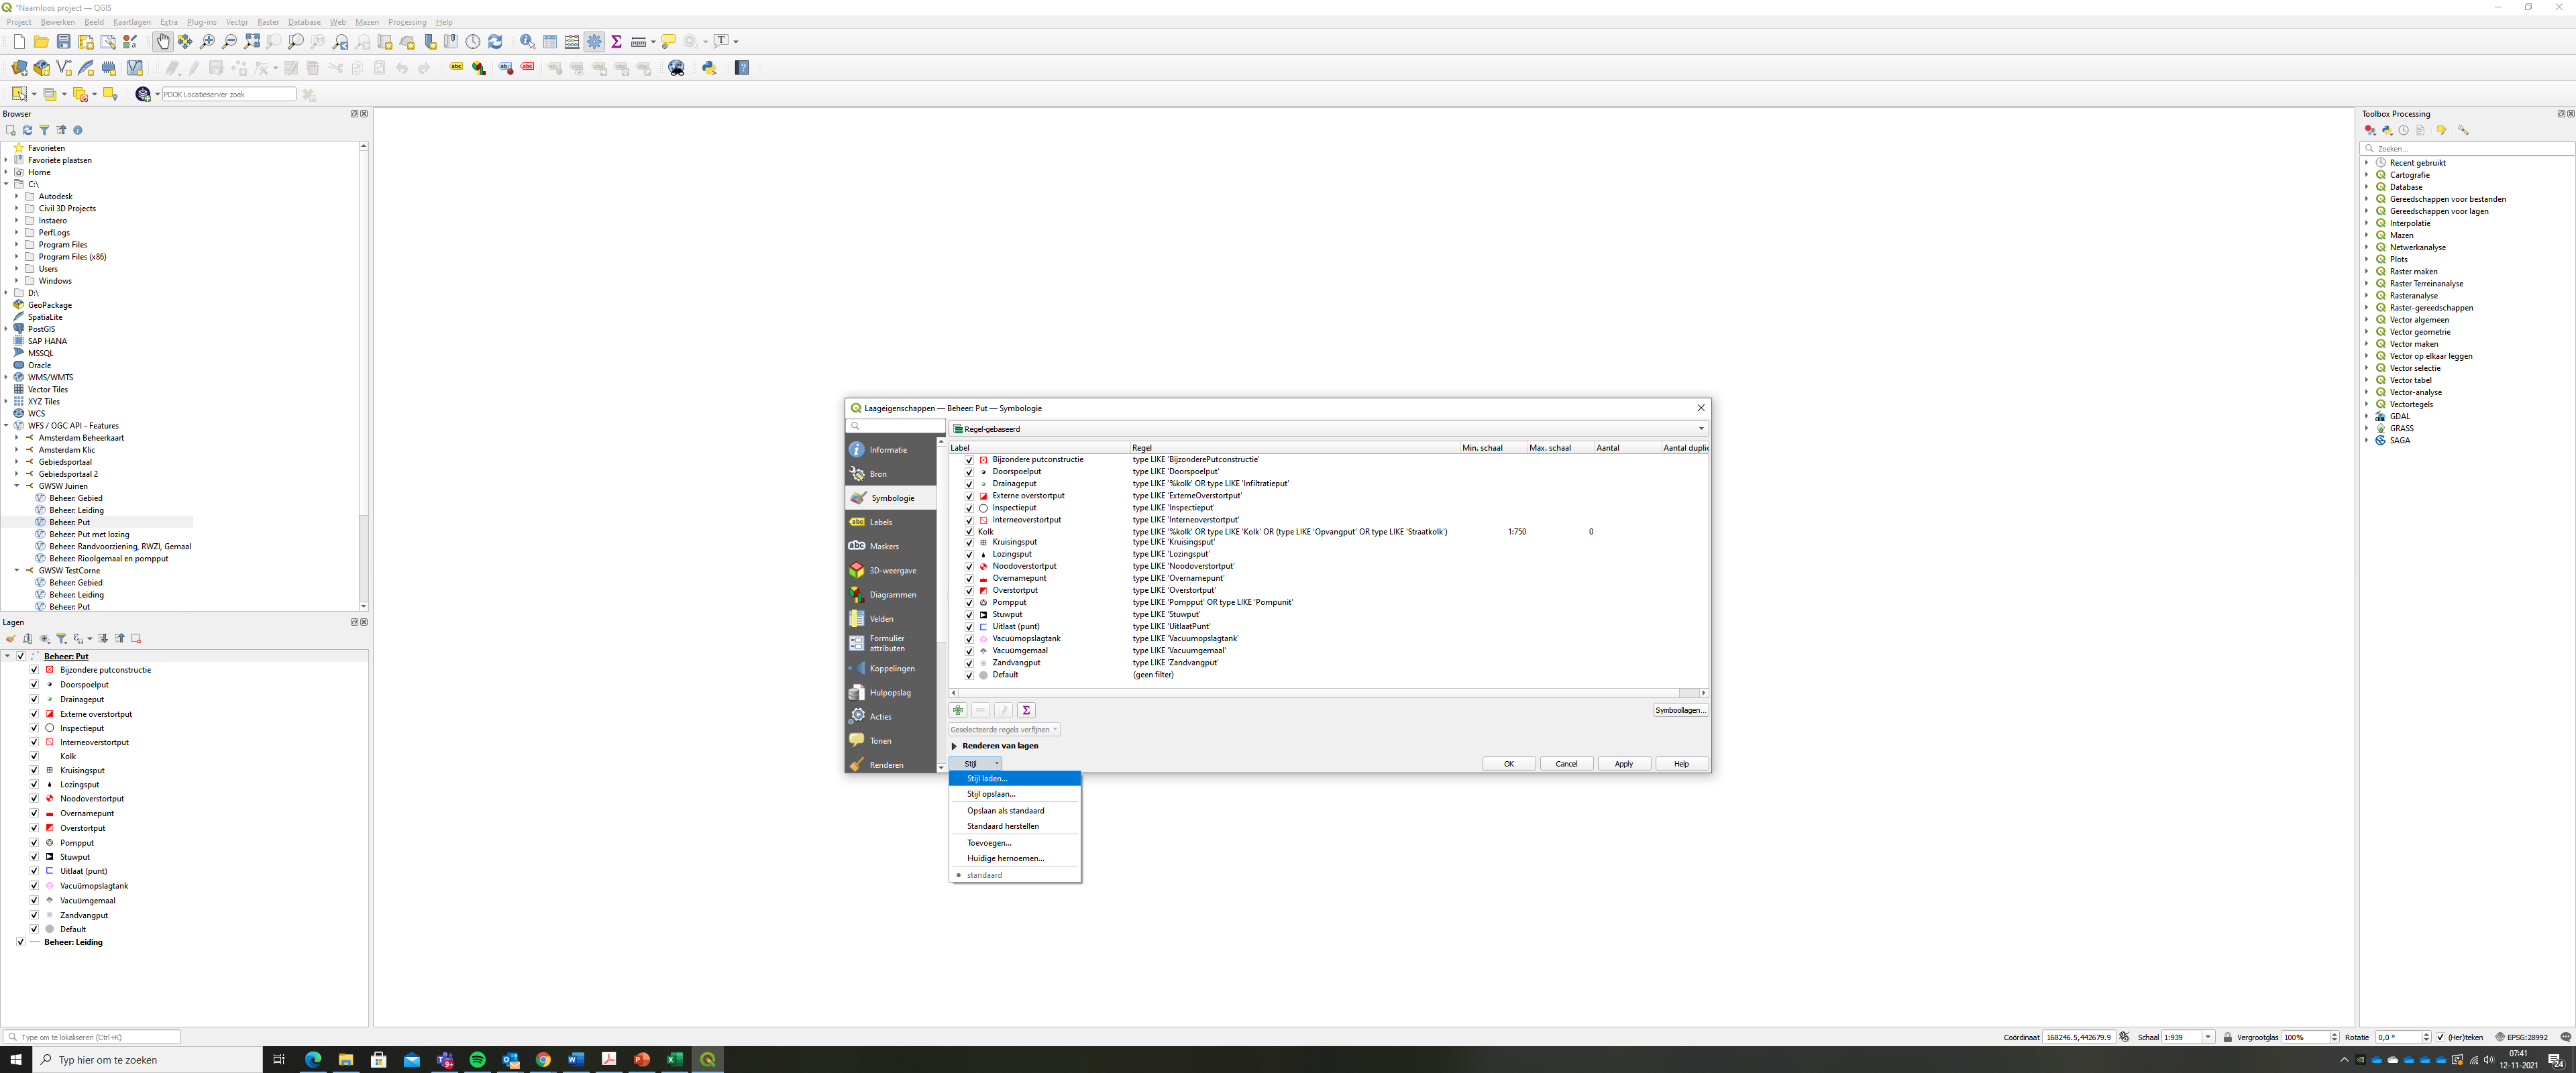 *Naamloos project — QGIS
Project Bewerken Beeld Kaartlagen Extra Plug-ins Vector Raster Database Web Mazen Processing Help
PDOK Locatieserver zoek
Browser
Favorieten
Favoriete plaatsen
Home
C:\
Autodesk
Civil 3D Projects
Instaero
PerfLogs
Program Files
Program Files (x86)
Users
Windows
D:\
GeoPackage
SpatiaLite
PostGIS
SAP HANA
MSSQL
Oracle
WMS/WMTS
Vector Tiles
XYZ Tiles
WCS
WFS / OGC API - Features
Amsterdam Beheerkaart
Amsterdam Klic
Gebiedsportaal
Gebiedsportaal 2
GWSW Juinen
Beheer: Gebied
Beheer: Leiding
Beheer: Put
Beheer: Put met lozing
Beheer: Randvoorziening, RWZI, Gemaal
Beheer: Rioolgemaal en pompput
GWSW TestCorne
Beheer: Gebied
Beheer: Leiding
Beheer: Put
Lagen
Beheer: Put
Bijzondere putconstructie
Doorspoelput
Drainageput
Externe overstortput
Inspectieput
Interneoverstortput
Kolk
Kruisingsput
Lozingsput
Noodoverstortput
Overnamepunt
Overstortput
Pompput
Stuwput
Uitlaat (punt)
Vacuümopslagtank
Vacuümgemaal
Zandvangput
Default
Beheer: Leiding
Laageigenschappen — Beheer: Put — Symbologie
Informatie
Bron
Symbologie
Labels
Maskers
3D-weergave
Diagrammen
Velden
Formulier
attributen
Koppelingen
Hulpopslag
Acties
Tonen
Renderen
Regel-gebaseerd
Label Regel Min. schaal Max. schaal Aantal Aantal duplic
Bijzondere putconstructie type LIKE 'BijzonderePutconstructie'
Doorspoelput type LIKE 'Doorspoelput'
Drainageput type LIKE '%kolk' OR type LIKE 'Infiltratieput'
Externe overstortput type LIKE 'ExterneOverstortput'
Inspectieput type LIKE 'Inspectieput'
Interneoverstortput type LIKE 'Interneoverstortput'
Kolk type LIKE '%kolk' OR type LIKE 'Kolk' OR (type LIKE 'Opvangput' OR type LIKE 'Straatkolk') 1:750 0
Kruisingsput type LIKE 'Kruisingsput'
Lozingsput type LIKE 'Lozingsput'
Noodoverstortput type LIKE 'Noodoverstortput'
Overnamepunt type LIKE 'Overnamepunt'
Overstortput type LIKE 'Overstortput'
Pompput type LIKE 'Pompput' OR type LIKE 'Pompunit'
Stuwput type LIKE 'Stuwput'
Uitlaat (punt) type LIKE 'UitlaatPunt'
Vacuümopslagtank type LIKE 'Vacuumopslagtank'
Vacuümgemaal type LIKE 'Vacuumgemaal'
Zandvangput type LIKE 'Zandvangput'
Default (geen filter)
Symboollagen...
Geselecteerde regels verfijnen
Renderen van lagen
Stijl OK Cancel Apply Help
Stijl laden...
Stijl opslaan...
Opslaan als standaard
Standaard herstellen
Toevoegen...
Huidige hernoemen...
standaard
Toolbox Processing
Zoeken...
Recent gebruikt
Cartografie
Database
Gereedschappen voor bestanden
Gereedschappen voor lagen
Interpolatie
Mazen
Netwerkanalyse
Plots
Raster maken
Raster Terreinanalyse
Rasteranalyse
Raster-gereedschappen
Vector algemeen
Vector geometrie
Vector maken
Vector op elkaar leggen
Vector selectie
Vector tabel
Vector-analyse
Vectortegels
GDAL
GRASS
SAGA
Type om te lokaliseren (Ctrl+K) Coördinaat 168246.5,442679.9 Schaal 1:939 Vergrootglas 100% Rotatie 0,0 ° (Her)teken EPSG:28992
Typ hier om te zoeken
07:41
12-11-2021
24